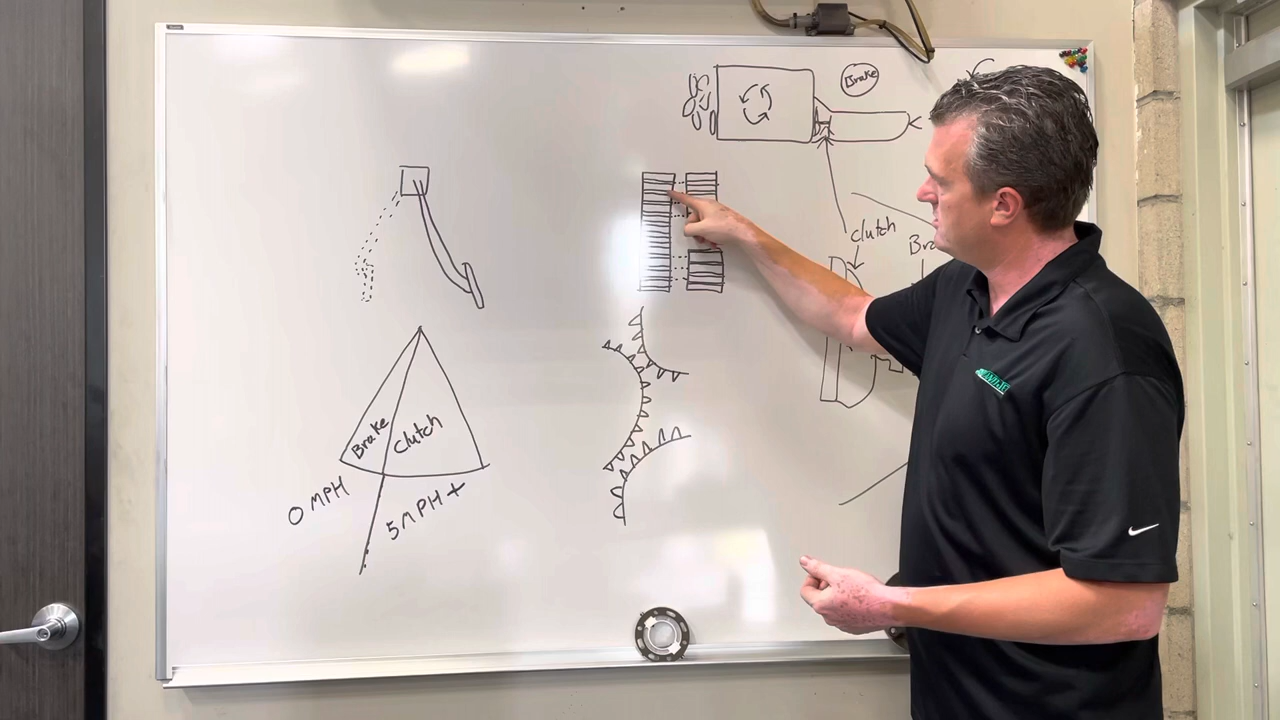 Brake
clutch
Bra
Brake
Clutch
0 MPH
5 MPH +